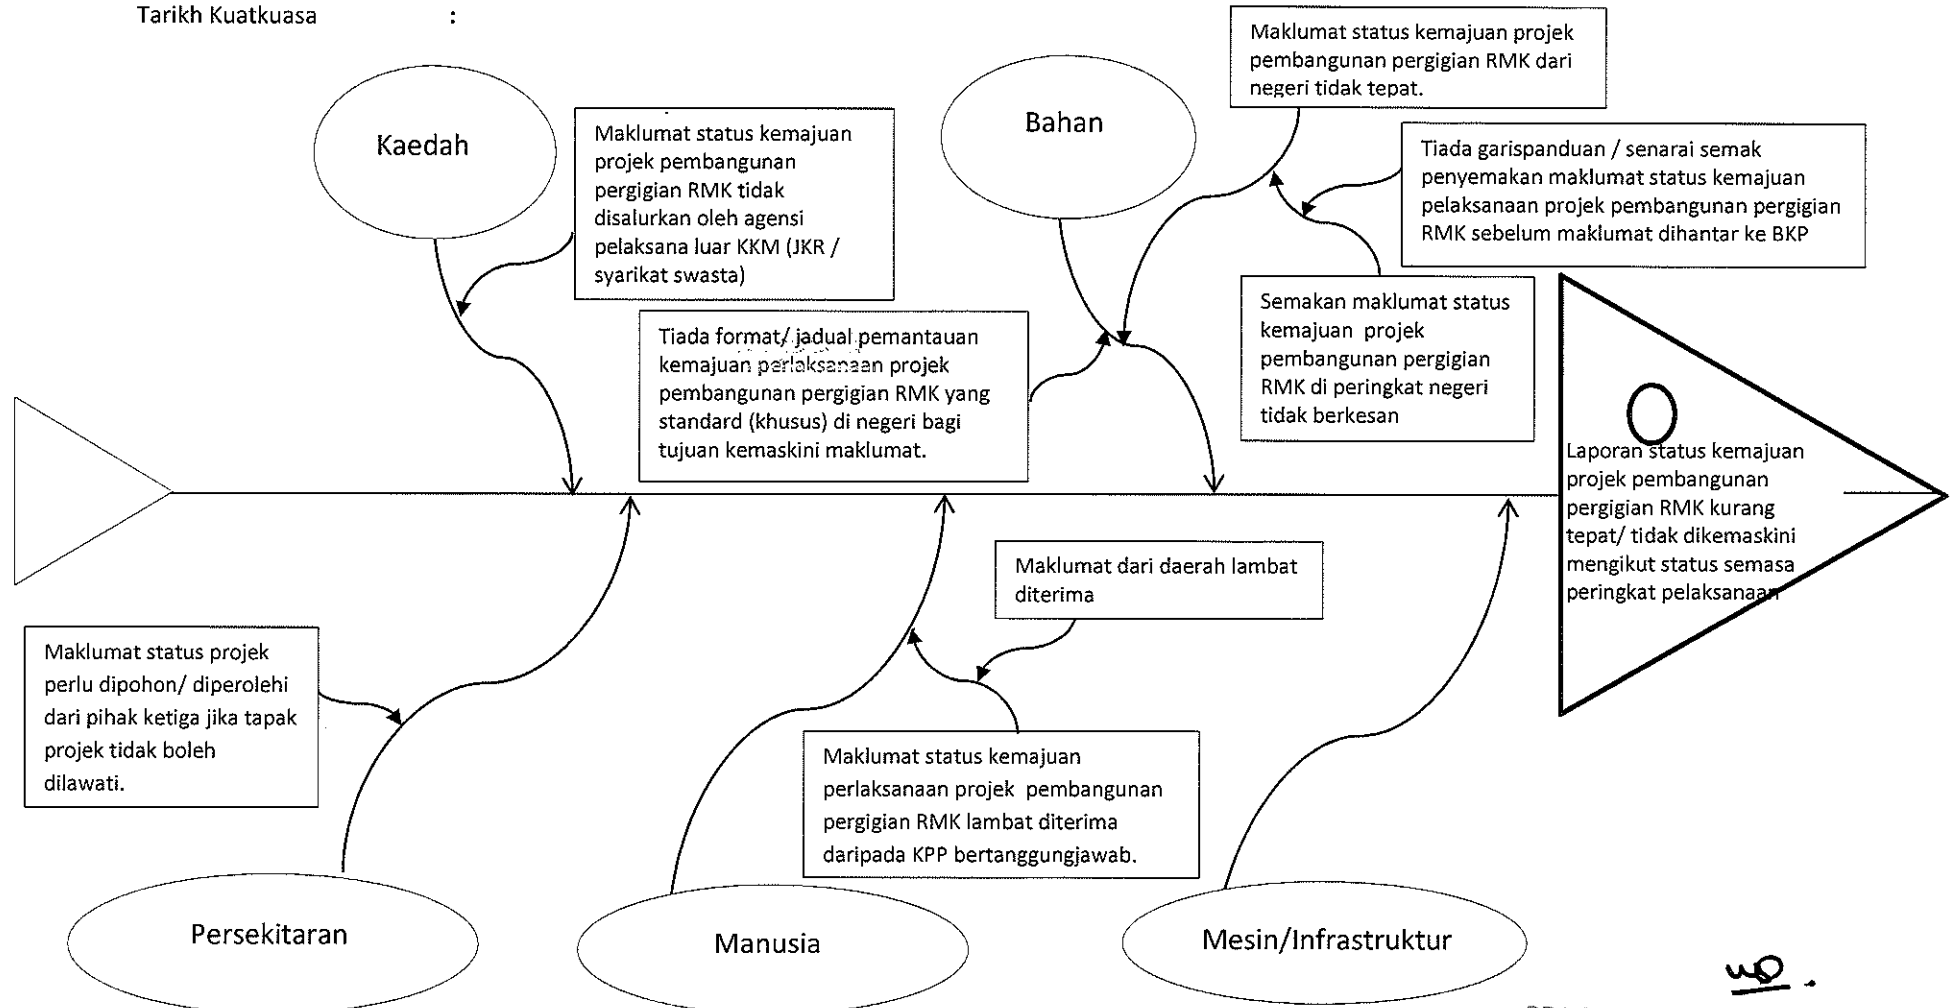 Tarikh Kuatkuasa :
Maklumat status kemajuan projek
pembangunan pergigian RMK dari
negeri tidak tepat.
Kaedah
Maklumat status kemajuan
projek pembangunan
pergigian RMK tidak
disalurkan oleh agensi
pelaksana luar KKM (JKR /
syarikat swasta)
Bahan
Tiada garispanduan / senarai semak
penyemakan maklumat status kemajuan
pelaksanaan projek pembangunan pergigian
RMK sebelum maklumat dihantar ke BKP
Tiada format/ jadual pemantauan
kemajuan perlaksanaan projek
pembangunan pergigian RMK yang
standard (khusus) di negeri bagi
tujuan kemaskini maklumat.
Semakan maklumat status
kemajuan projek
pembangunan pergigian
RMK di peringkat negeri
tidak berkesan
Laporan status kemajuan
projek pembangunan
pergigian RMK kurang
tepat/ tidak dikemaskini
mengikut status semasa
peringkat pelaksanaan
Maklumat dari daerah lambat
diterima
Maklumat status projek
perlu dipohon/ diperolehi
dari pihak ketiga jika tapak
projek tidak boleh
dilawati.
Maklumat status kemajuan
perlaksanaan projek pembangunan
pergigian RMK lambat diterima
daripada KPP bertanggungjawab.
Persekitaran
Manusia
Mesin/Infrastruktur